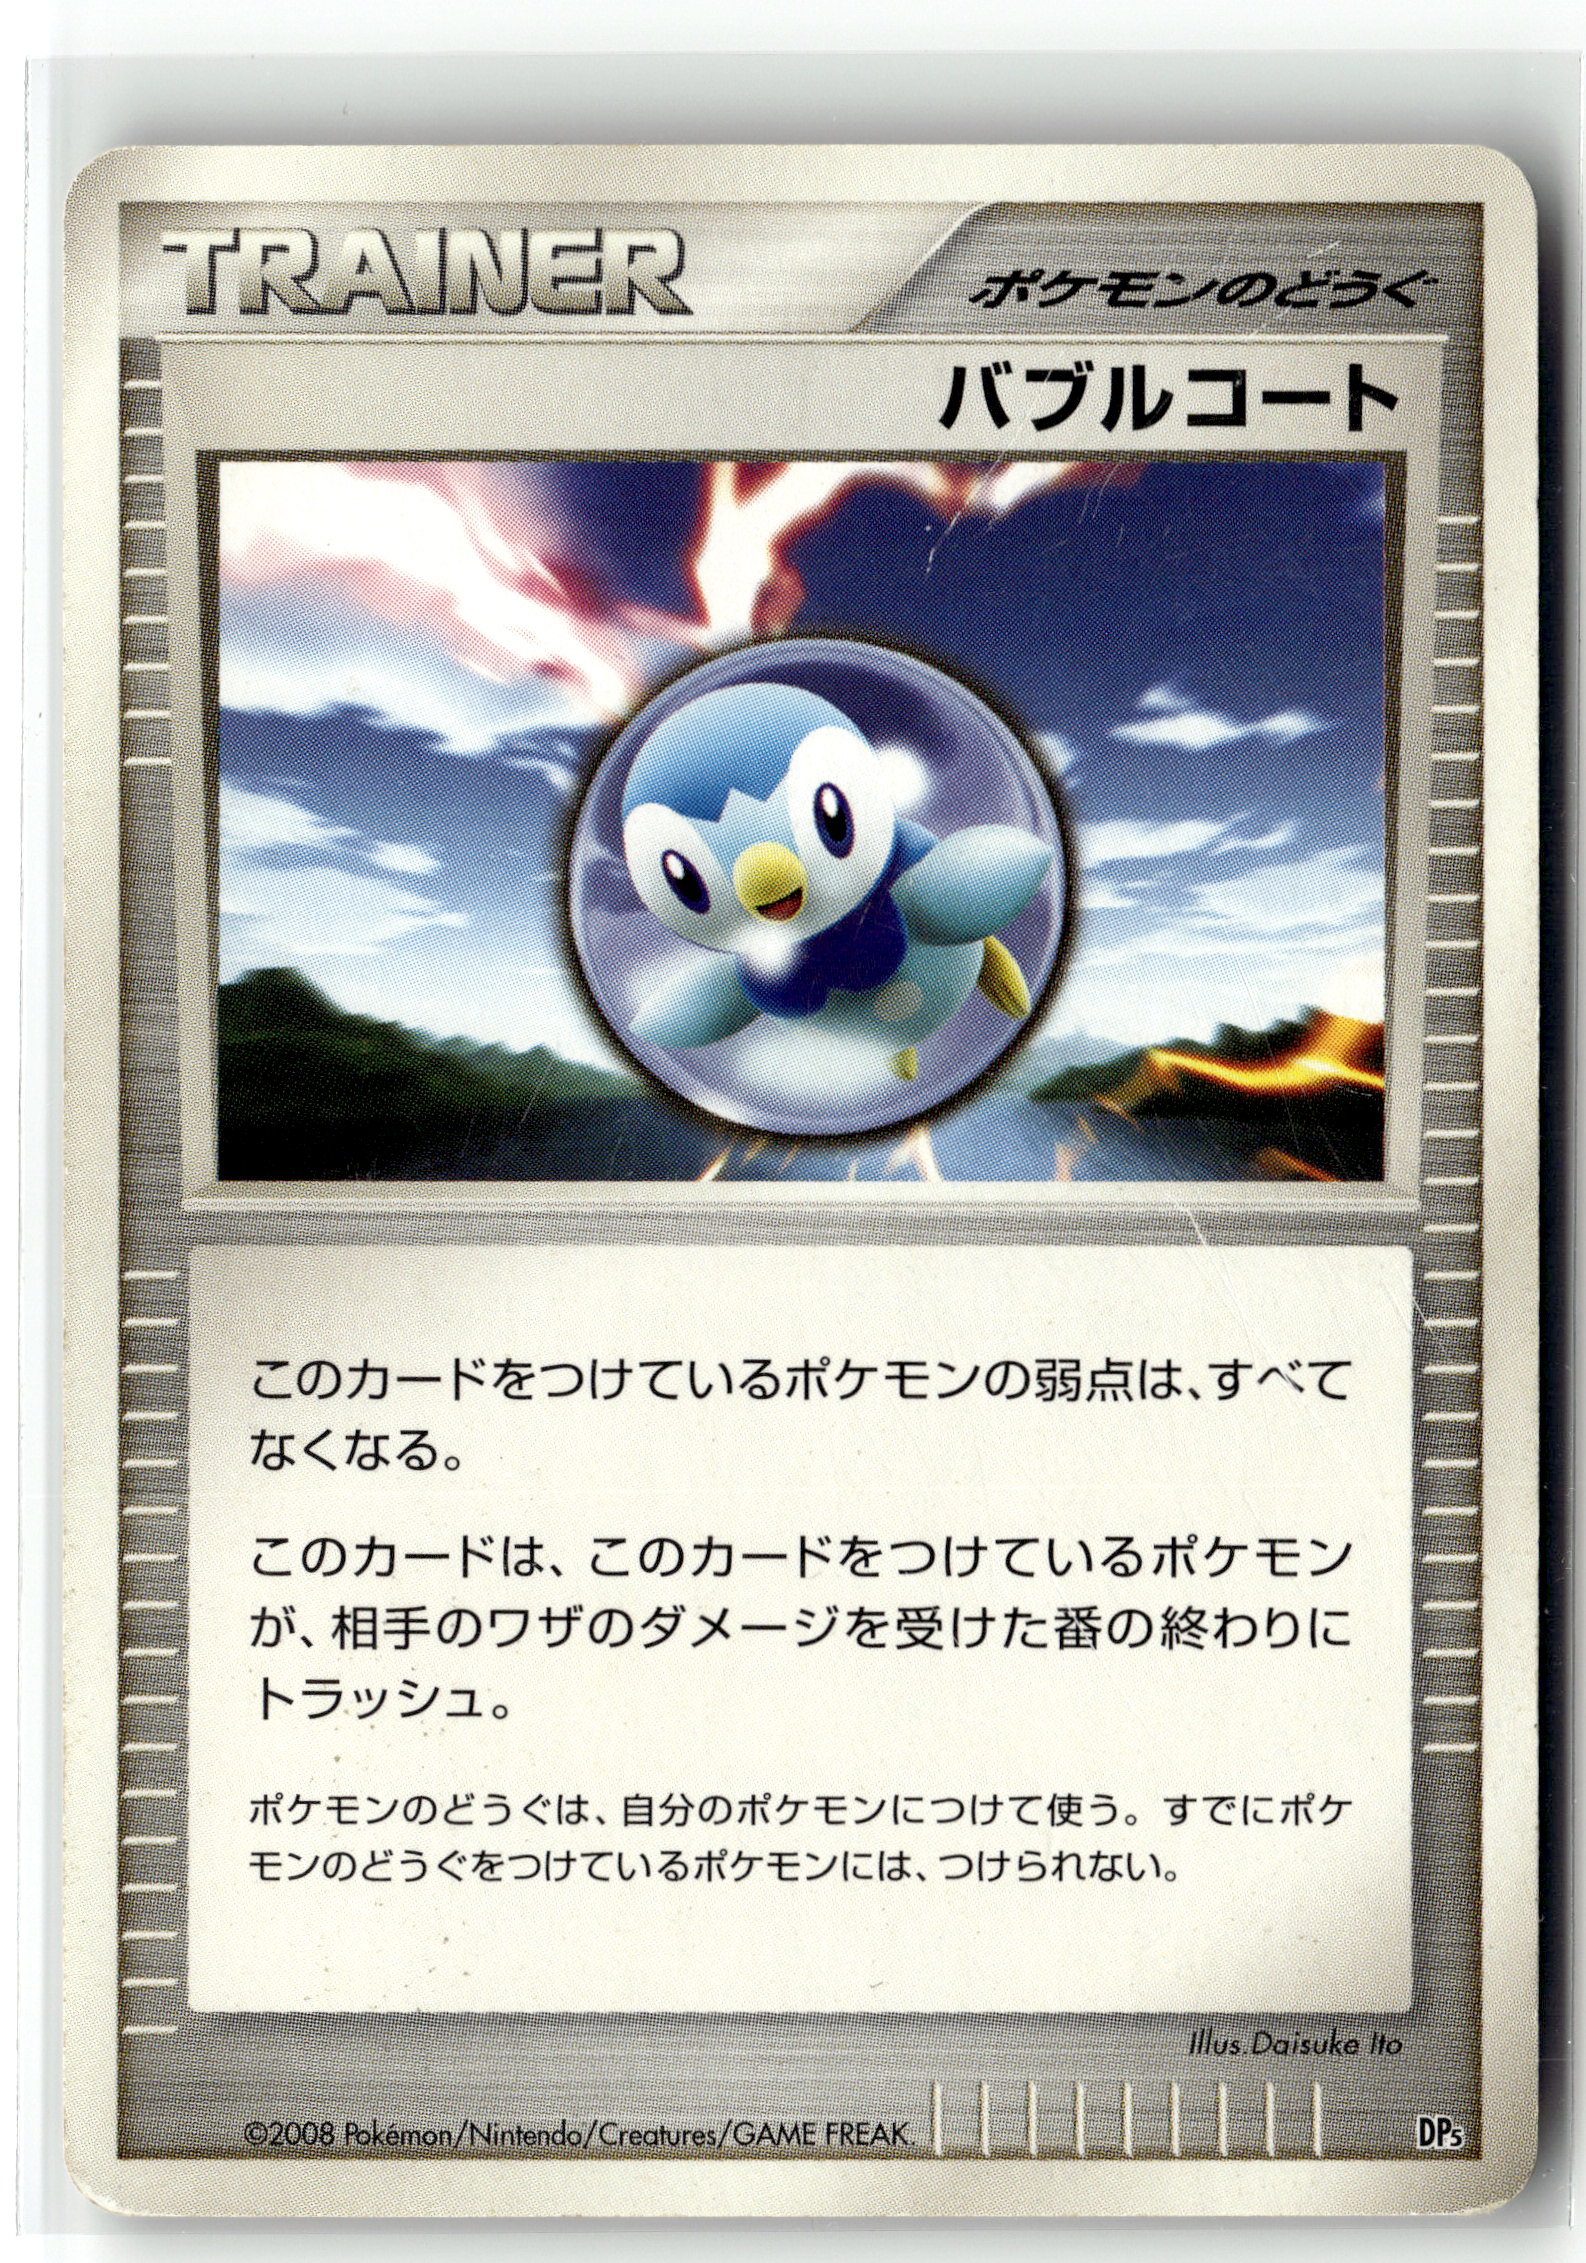 TRAINER
ポケモンのどうぐ
バブルコート
このカードをつけているポケモンの弱点は、すべて
なくなる。
このカードは、このカードをつけているポケモン
が、相手のワザのダメージを受けた番の終わりに
トラッシュ。
ポケモンのどうぐは、自分のポケモンにつけて使う。すでにポケ
モンのどうぐをつけているポケモンには、つけられない。
Illus.Daisuke Ito
©2008 Pokémon/Nintendo/Creatures/GAME FREAK.
DP5